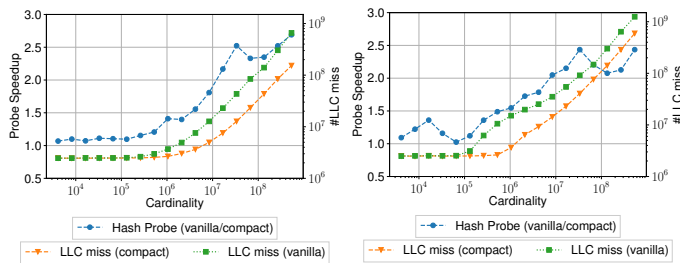 3.0
2.5
2.0
1.5
1.0
0.5
Probe Speedup
10^9
10^8
10^7
10^6
#LLC miss
10^4 10^5 10^6 10^7 10^8
Cardinality
Hash Probe (vanilla/compact)
LLC miss (compact) LLC miss (vanilla)
3.0
2.5
2.0
1.5
1.0
0.5
Probe Speedup
10^9
10^8
10^7
10^6
#LLC miss
10^4 10^5 10^6 10^7 10^8
Cardinality
Hash Probe (vanilla/compact)
LLC miss (compact) LLC miss (vanilla)